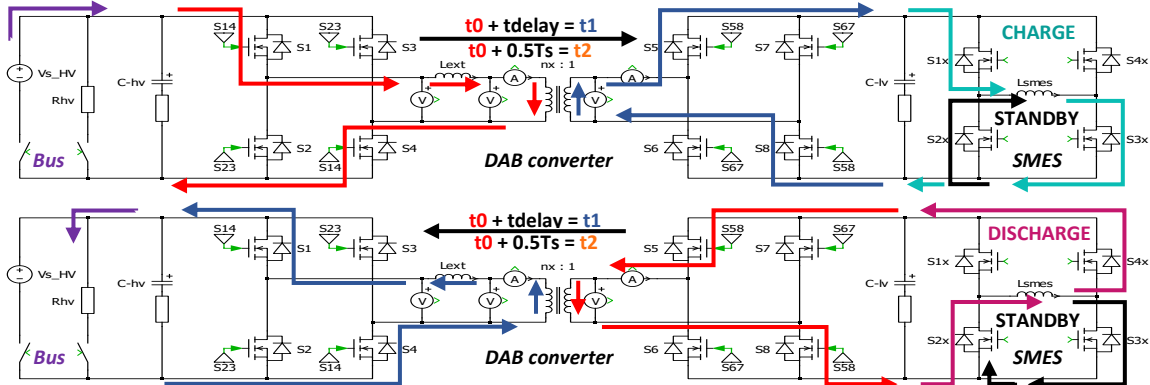 S14 S23 t0 + tdelay = t1 S58 S67 CHARGE
S1 S3 t0 + 0.5Ts = t2 S5 S7 S1x S4x
Vs_HV C-hv Lext A nx : 1 A C-lv Lsmes
Rhv V V V STANDBY
S2 S4 S6 S8 S2x S3x
Bus S23 S14 DAB converter S67 S58 SMES
S14 S23 t0 + tdelay = t1 S58 S67 DISCHARGE
S1 S3 t0 + 0.5Ts = t2 S5 S7 S1x S4x
Vs_HV C-hv Lext A nx : 1 A C-lv Lsmes
Rhv V V V STANDBY
S2 S4 S6 S8 S2x S3x
Bus S23 S14 DAB converter S67 S58 SMES